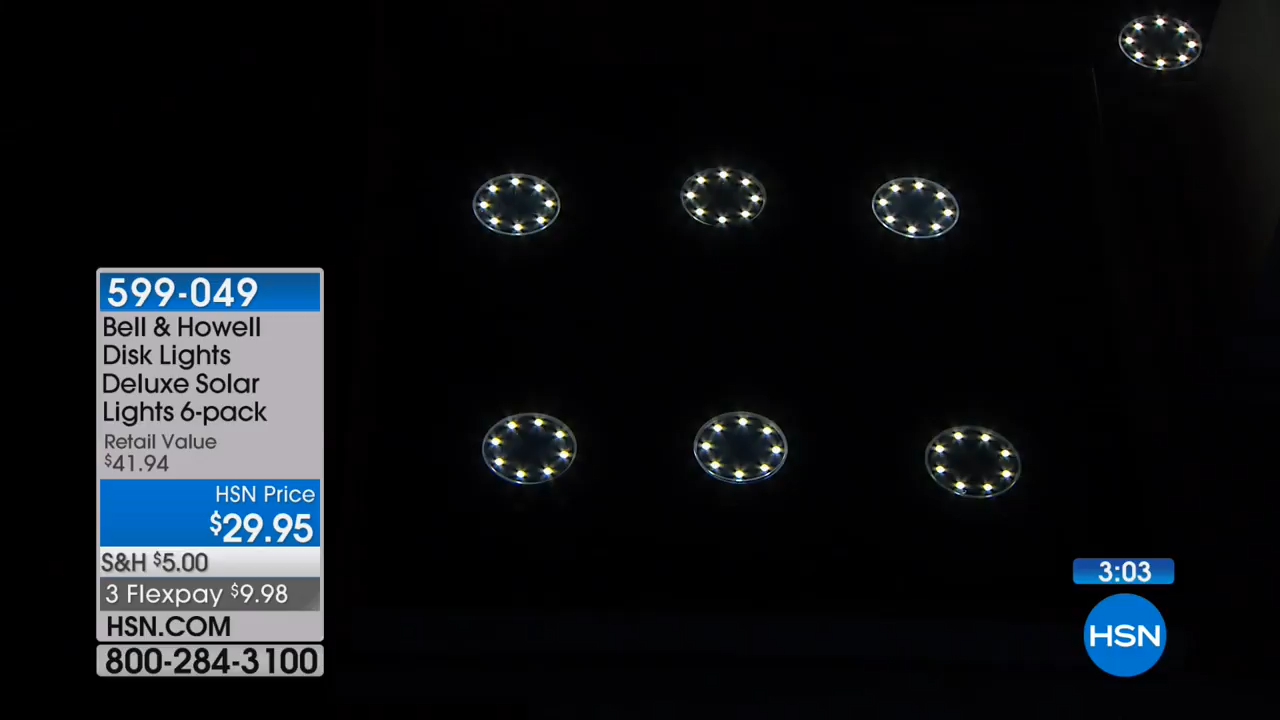 599-049
Bell & Howell
Disk Lights
Deluxe Solar
Lights 6-pack
Retail Value
$41.94
HSN Price
$29.95
S&H $5.00
3 Flexpay $9.98
HSN.COM
800-284-3100
3:03
HSN